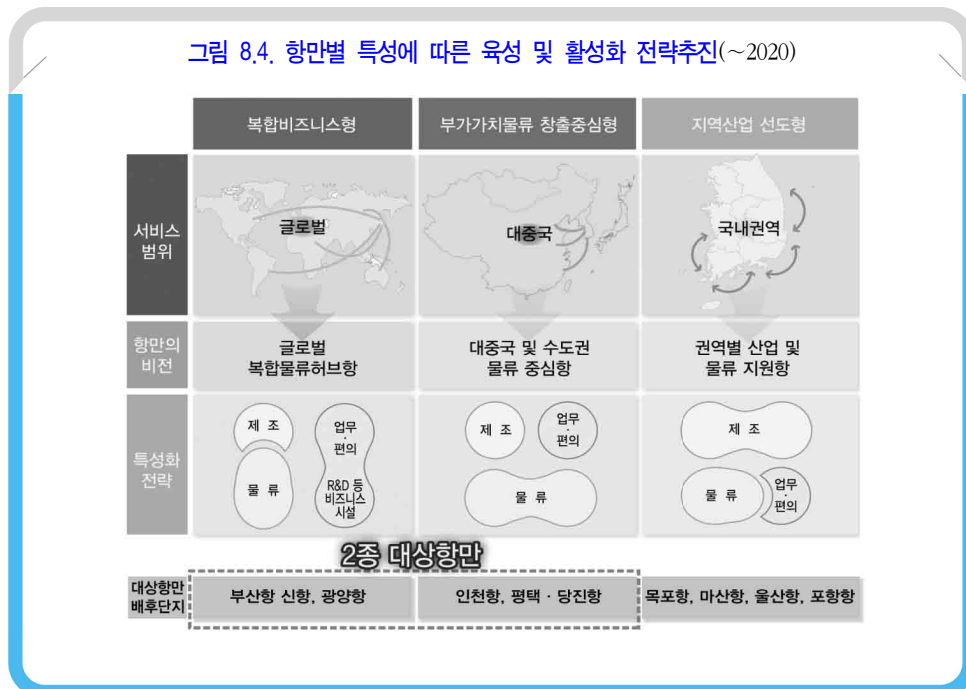 그림 8.4. 항만별 특성에 따른 육성 및 활성화 전략추진(~2020)
복합비즈니스형
부가가치물류 창출중심형
지역산업 선도형
서비스
범위
글로벌
대중국
국내권역
항만의
비전
글로벌
복합물류허브항
대중국 및 수도권
물류 중심항
권역별 산업 및
물류 지원항
특성화
전략
제 조
물 류
업무
·
편의
R&D 등
비즈니스
시설
제 조
업무
·
편의
물 류
제 조
물 류
업무
·
편의
2종 대상항만
대상항만
배후단지
부산항 신항, 광양항
인천항, 평택 · 당진항
목포항, 마산항, 울산항, 포항항